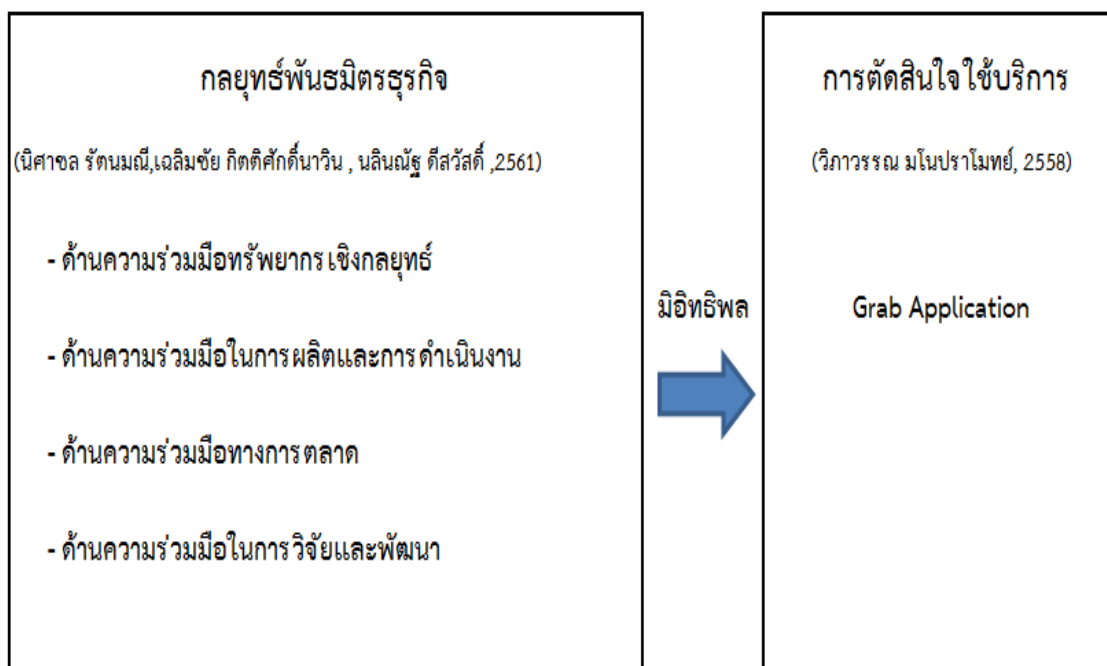 กลยุทธ์พันธมิตรธุรกิจ
(นิศาชล รัตนมณี,เฉลิมชัย กิตติศักดิ์นาวิน , นลินณัฐ ดีสวัสดิ์ ,2561)
- ด้านความร่วมมือทรัพยากรเชิงกลยุทธ์
- ด้านความร่วมมือในการผลิตและการดำเนินงาน
- ด้านความร่วมมือทางการตลาด
- ด้านความร่วมมือในการวิจัยและพัฒนา
มิอิทธิพล
การตัดสินใจใช้บริการ
(วิภาวรรณ มโนปราโมทย์, 2558)
Grab Application